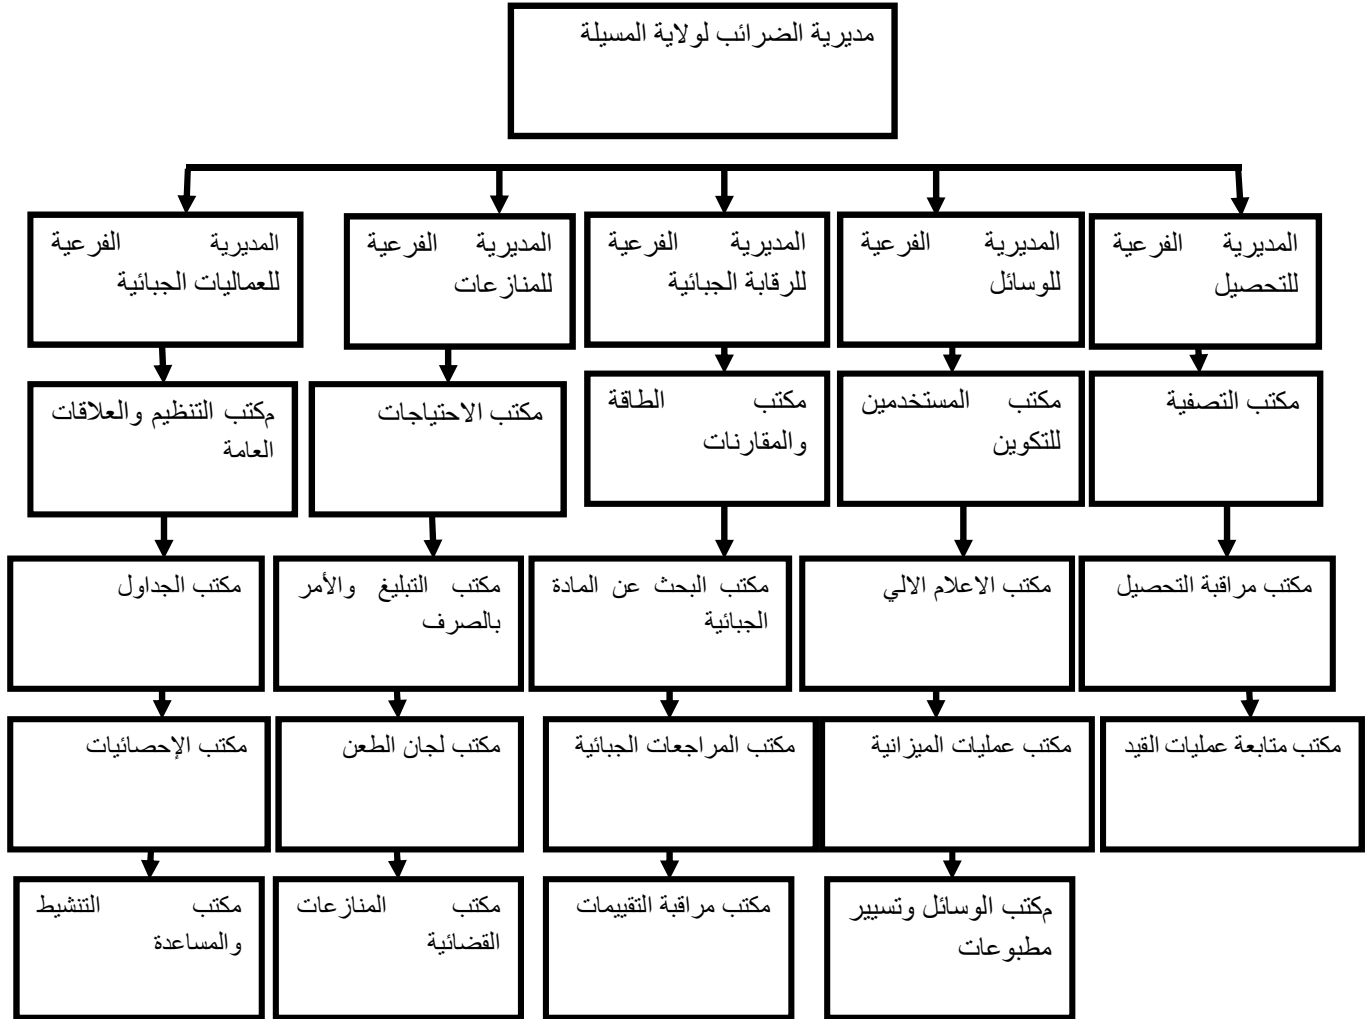 مديرية الضرائب لولاية المسيلة
المديرية الفرعية
للتحصيل
المديرية الفرعية
للوسائل
المديرية الفرعية
للرقابة الجبائية
المديرية الفرعية
للمنازعات
المديرية الفرعية
للعماليات الجبائية
مكتب التصفية
مكتب المستخدمين
للتكوين
مكتب الطاقة
والمقارنات
مكتب الاحتياجات
مكتب التنظيم والعلاقات
العامة
مكتب مراقبة التحصيل
مكتب الاعلام الالي
مكتب البحث عن المادة
الجبائية
مكتب التبليغ والأمر
بالصرف
مكتب الجداول
مكتب متابعة عمليات القيد
مكتب عمليات الميزانية
مكتب المراجعات الجبائية
مكتب لجان الطعن
مكتب الإحصائيات
مكتب الوسائل وتسيير
مطبوعات
مكتب مراقبة التقييمات
مكتب المنازعات
القضائية
مكتب التنشيط
والمساعدة